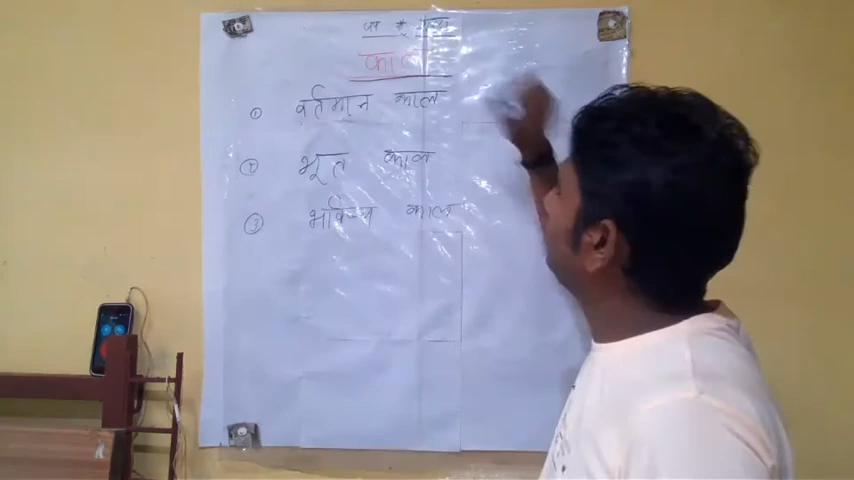 काल
① वर्तमान काल
② भूत काल
③ भविष्य काल